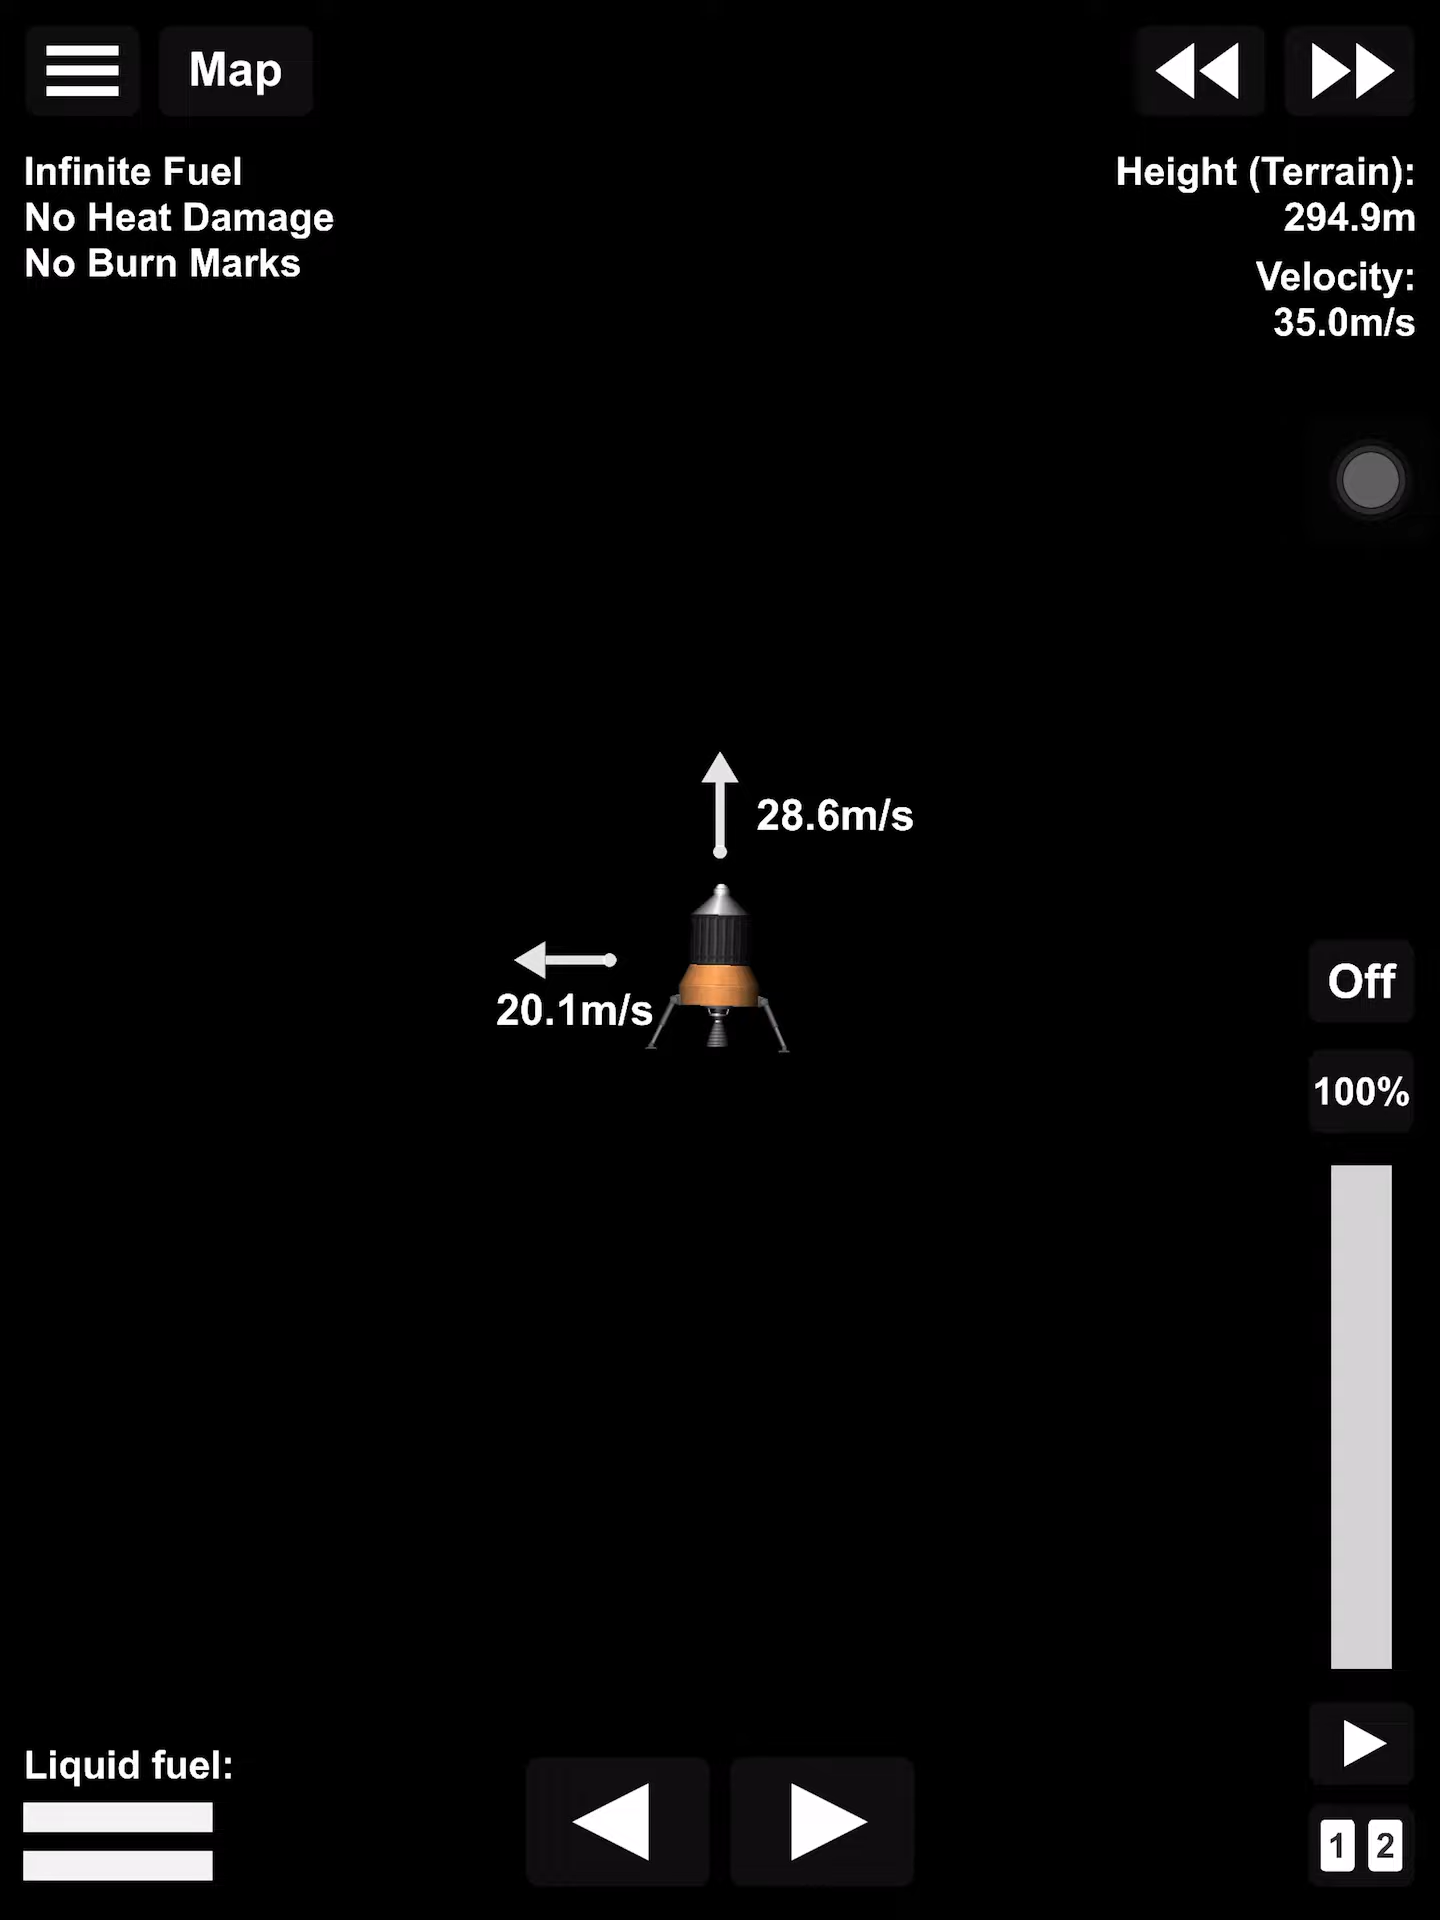 Map
Infinite Fuel
No Heat Damage
No Burn Marks
Height (Terrain):
294.9m
Velocity:
35.0m/s
28.6m/s
20.1m/s
Off
100%
Liquid fuel:
1 2